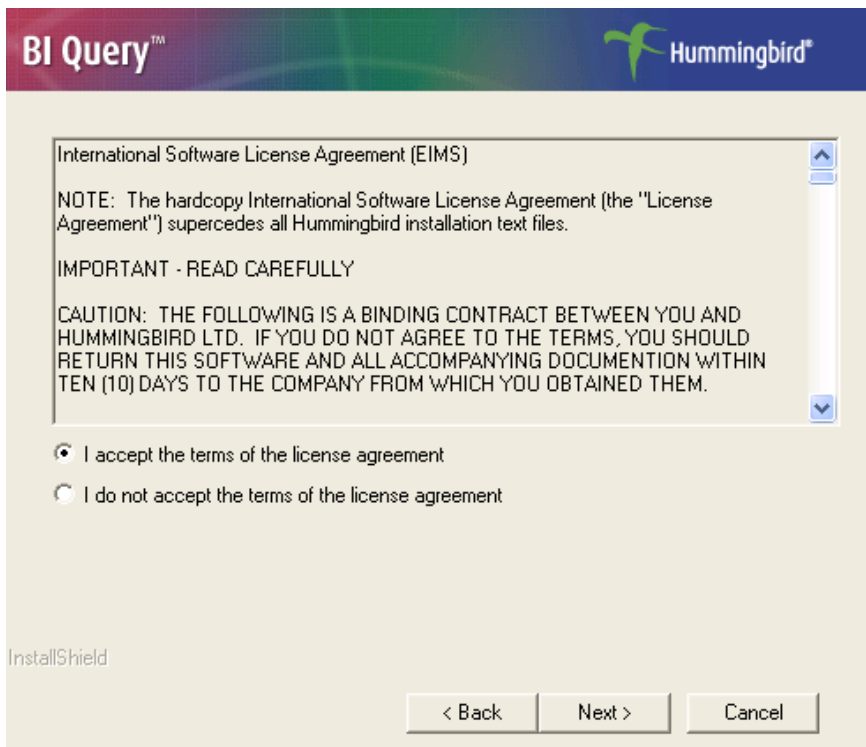 BI Query™
Hummingbird®
International Software License Agreement (EIMS)
NOTE:  The hardcopy International Software License Agreement (the "License
Agreement") supercedes all Hummingbird installation text files.
IMPORTANT - READ CAREFULLY
CAUTION:  THE FOLLOWING IS A BINDING CONTRACT BETWEEN YOU AND
HUMMINGBIRD LTD.  IF YOU DO NOT AGREE TO THE TERMS, YOU SHOULD
RETURN THIS SOFTWARE AND ALL ACCOMPANYING DOCUMENTION WITHIN
TEN (10) DAYS TO THE COMPANY FROM WHICH YOU OBTAINED THEM.
I accept the terms of the license agreement
I do not accept the terms of the license agreement
InstallShield
< Back
Next >
Cancel